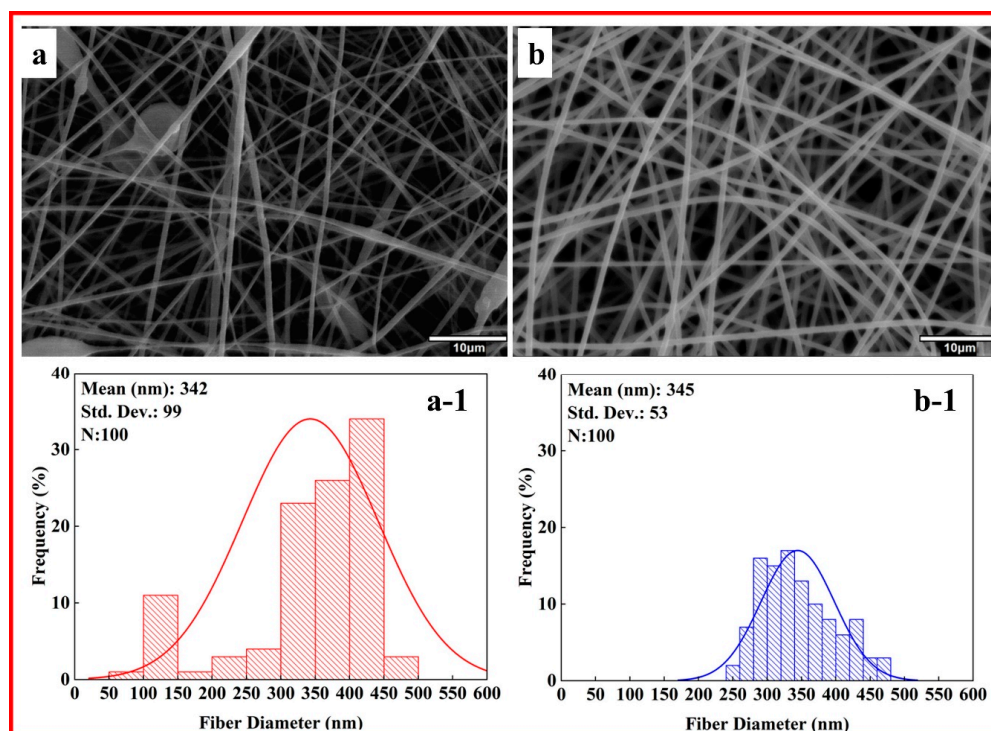 a
b
10μm
10μm
Mean (nm): 342
Std. Dev.: 99
N:100
a-1
40
30
20
10
0
Frequency (%)
0 50 100 150 200 250 300 350 400 450 500 550 600
Fiber Diameter (nm)
Mean (nm): 345
Std. Dev.: 53
N:100
b-1
40
30
20
10
0
Frequency (%)
0 50 100 150 200 250 300 350 400 450 500 550 600
Fiber Diameter (nm)